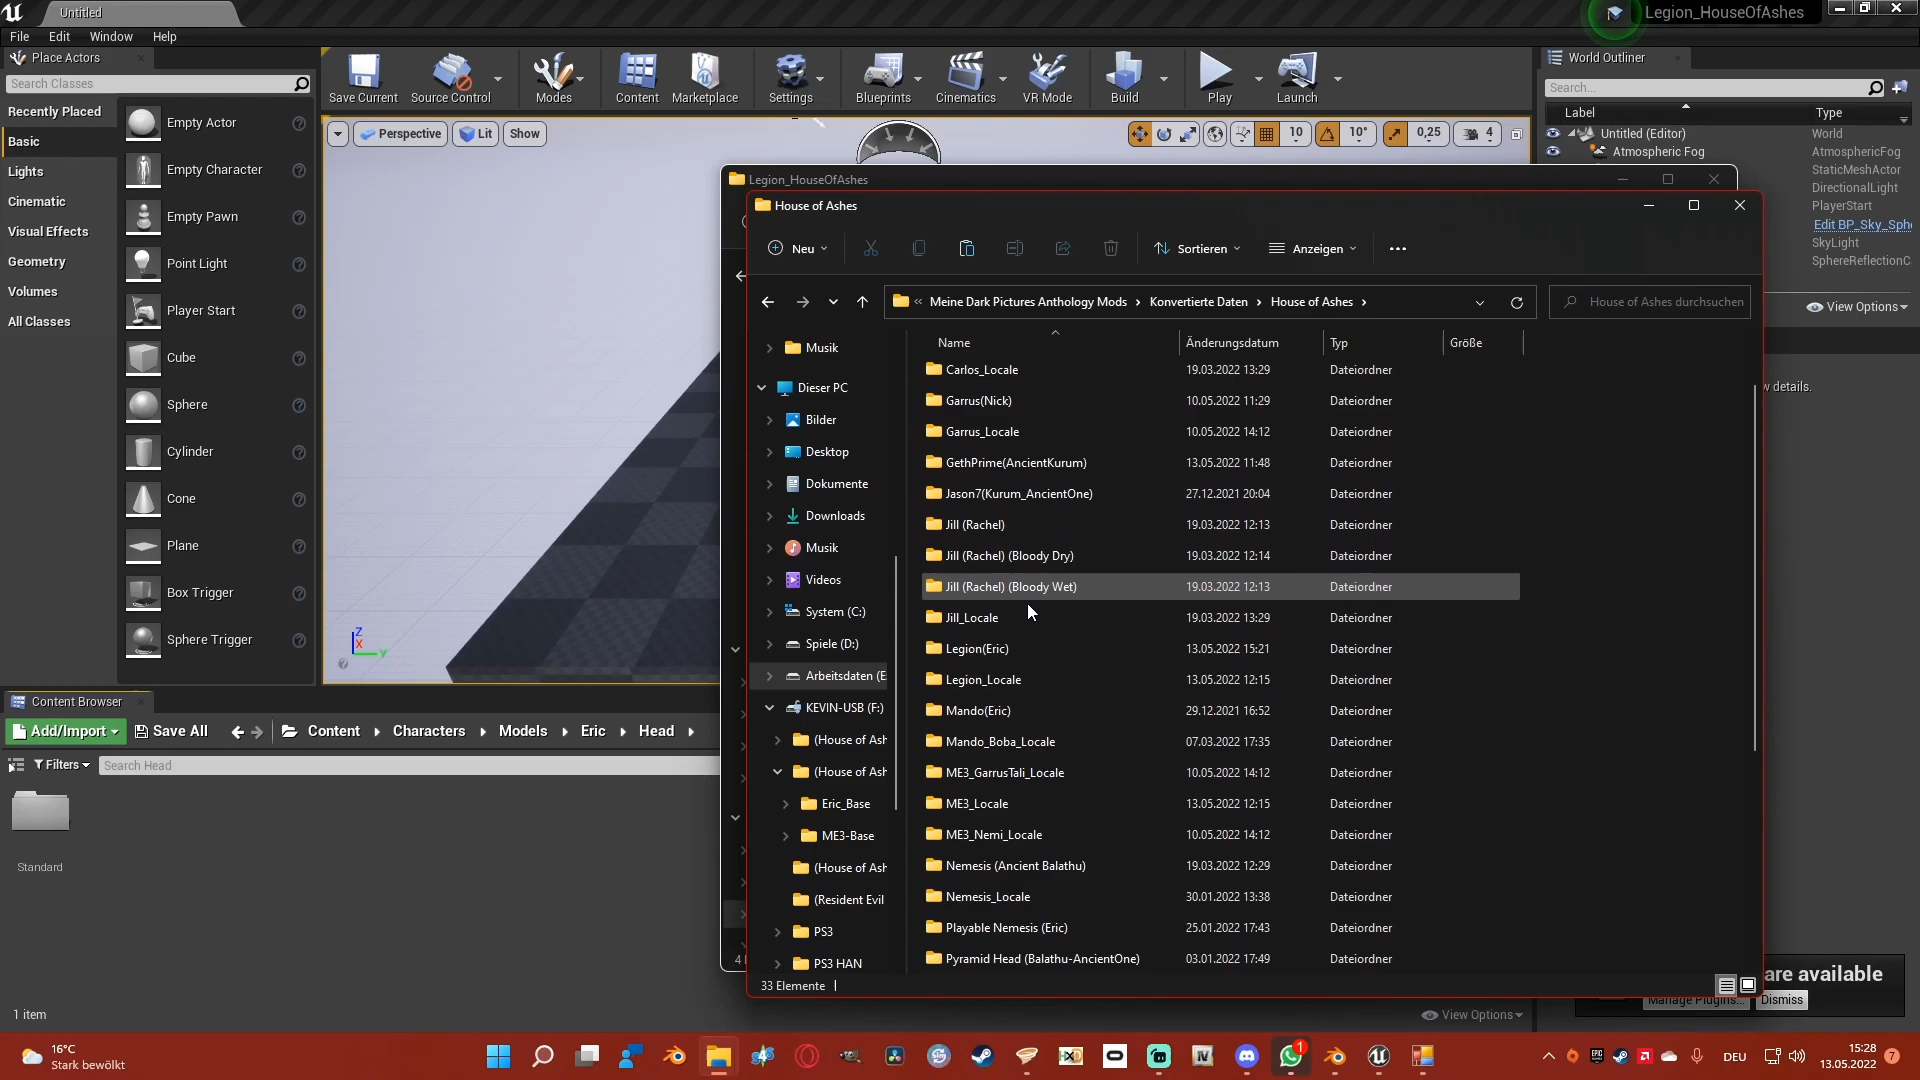 Untitled
Legion_HouseOfAshes
File Edit Window Help
Place Actors
Search Classes
Recently Placed
Basic
Lights
Cinematic
Visual Effects
Geometry
Volumes
All Classes
Empty Actor
Empty Character
Empty Pawn
Point Light
Player Start
Cube
Sphere
Cylinder
Cone
Plane
Box Trigger
Sphere Trigger
Save Current
Source Control
Modes
Content
Marketplace
Settings
Blueprints
Cinematics
VR Mode
Build
Play
Launch
Perspective
Lit
Show
10
10°
0,25
4
Z
X
Y
World Outliner
Search...
Label Type
Untitled (Editor) World
Atmospheric Fog AtmosphericFog
StaticMeshActor
DirectionalLight
PlayerStart
Edit BP_Sky_Sph
SkyLight
SphereReflectionC
View Options
w details.
Legion_HouseOfAshes
House of Ashes
Neu
Sortieren
Anzeigen
« Meine Dark Pictures Anthology Mods > Konvertierte Daten > House of Ashes >
House of Ashes durchsuchen
Musik
Dieser PC
Bilder
Desktop
Dokumente
Downloads
Musik
Videos
System (C:)
Spiele (D:)
Arbeitsdaten (E
KEVIN-USB (F:)
(House of Ash
(House of Ash
Eric_Base
ME3-Base
(House of Ash
(Resident Evil
PS3
PS3 HAN
Name Änderungsdatum Typ Größe
Carlos_Locale 19.03.2022 13:29 Dateiordner
Garrus(Nick) 10.05.2022 11:29 Dateiordner
Garrus_Locale 10.05.2022 14:12 Dateiordner
GethPrime(AncientKurum) 13.05.2022 11:48 Dateiordner
Jason7(Kurum_AncientOne) 27.12.2021 20:04 Dateiordner
Jill (Rachel) 19.03.2022 12:13 Dateiordner
Jill (Rachel) (Bloody Dry) 19.03.2022 12:14 Dateiordner
Jill (Rachel) (Bloody Wet) 19.03.2022 12:13 Dateiordner
Jill_Locale 19.03.2022 13:29 Dateiordner
Legion(Eric) 13.05.2022 15:21 Dateiordner
Legion_Locale 13.05.2022 12:15 Dateiordner
Mando(Eric) 29.12.2021 16:52 Dateiordner
Mando_Boba_Locale 07.03.2022 17:35 Dateiordner
ME3_GarrusTali_Locale 10.05.2022 14:12 Dateiordner
ME3_Locale 13.05.2022 12:15 Dateiordner
ME3_Nemi_Locale 10.05.2022 14:12 Dateiordner
Nemesis (Ancient Balathu) 19.03.2022 12:29 Dateiordner
Nemesis_Locale 30.01.2022 13:38 Dateiordner
Playable Nemesis (Eric) 25.01.2022 17:43 Dateiordner
Pyramid Head (Balathu-AncientOne) 03.01.2022 17:49 Dateiordner
33 Elemente
Content Browser
Add/Import
Save All
Content Characters Models Eric Head
Filters
Search Head
Standard
1 item
View Options
are available
Manage Plugins... Dismiss
16°C
Stark bewölkt
1
DEU
15:28
13.05.2022
7